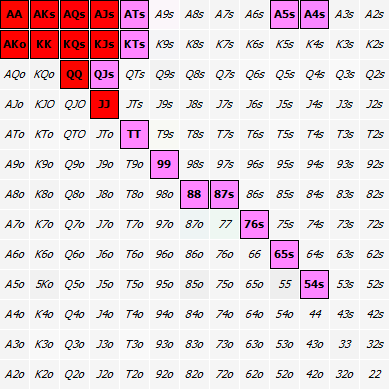 AA AKs AQs AJs ATs A9s A8s A7s A6s A5s A4s A3s A2s
AKo KK KQs KJs KTs K9s K8s K7s K6s K5s K4s K3s K2s
AQo KQo QQ QJs QTs Q9s Q8s Q7s Q6s Q5s Q4s Q3s Q2s
AJo KJO QJO JJ JTs J9s J8s J7s J6s J5s J4s J3s J2s
ATo KTo QTO JTo TT T9s T8s T7s T6s T5s T4s T3s T2s
A9o K9o Q9o J9o T9o 99 98s 97s 96s 95s 94s 93s 92s
A8o K8o Q8o J8o T8o 98o 88 87s 86s 85s 84s 83s 82s
A7o K7o Q7o J7o T7o 97o 87o 77 76s 75s 74s 73s 72s
A6o K6o Q6o J6o T6o 96o 86o 76o 66 65s 64s 63s 62s
A5o 5Ko Q5o J5o T5o 95o 85o 75o 65o 55 54s 53s 52s
A4o K4o Q4o J4o T4o 94o 84o 74o 64o 54o 44 43s 42s
A3o K3o Q3o J3o T3o 93o 83o 73o 63o 53o 43o 33 32s
A2o K2o Q2o J2o T2o 92o 82o 72o 62o 52o 42o 32o 22